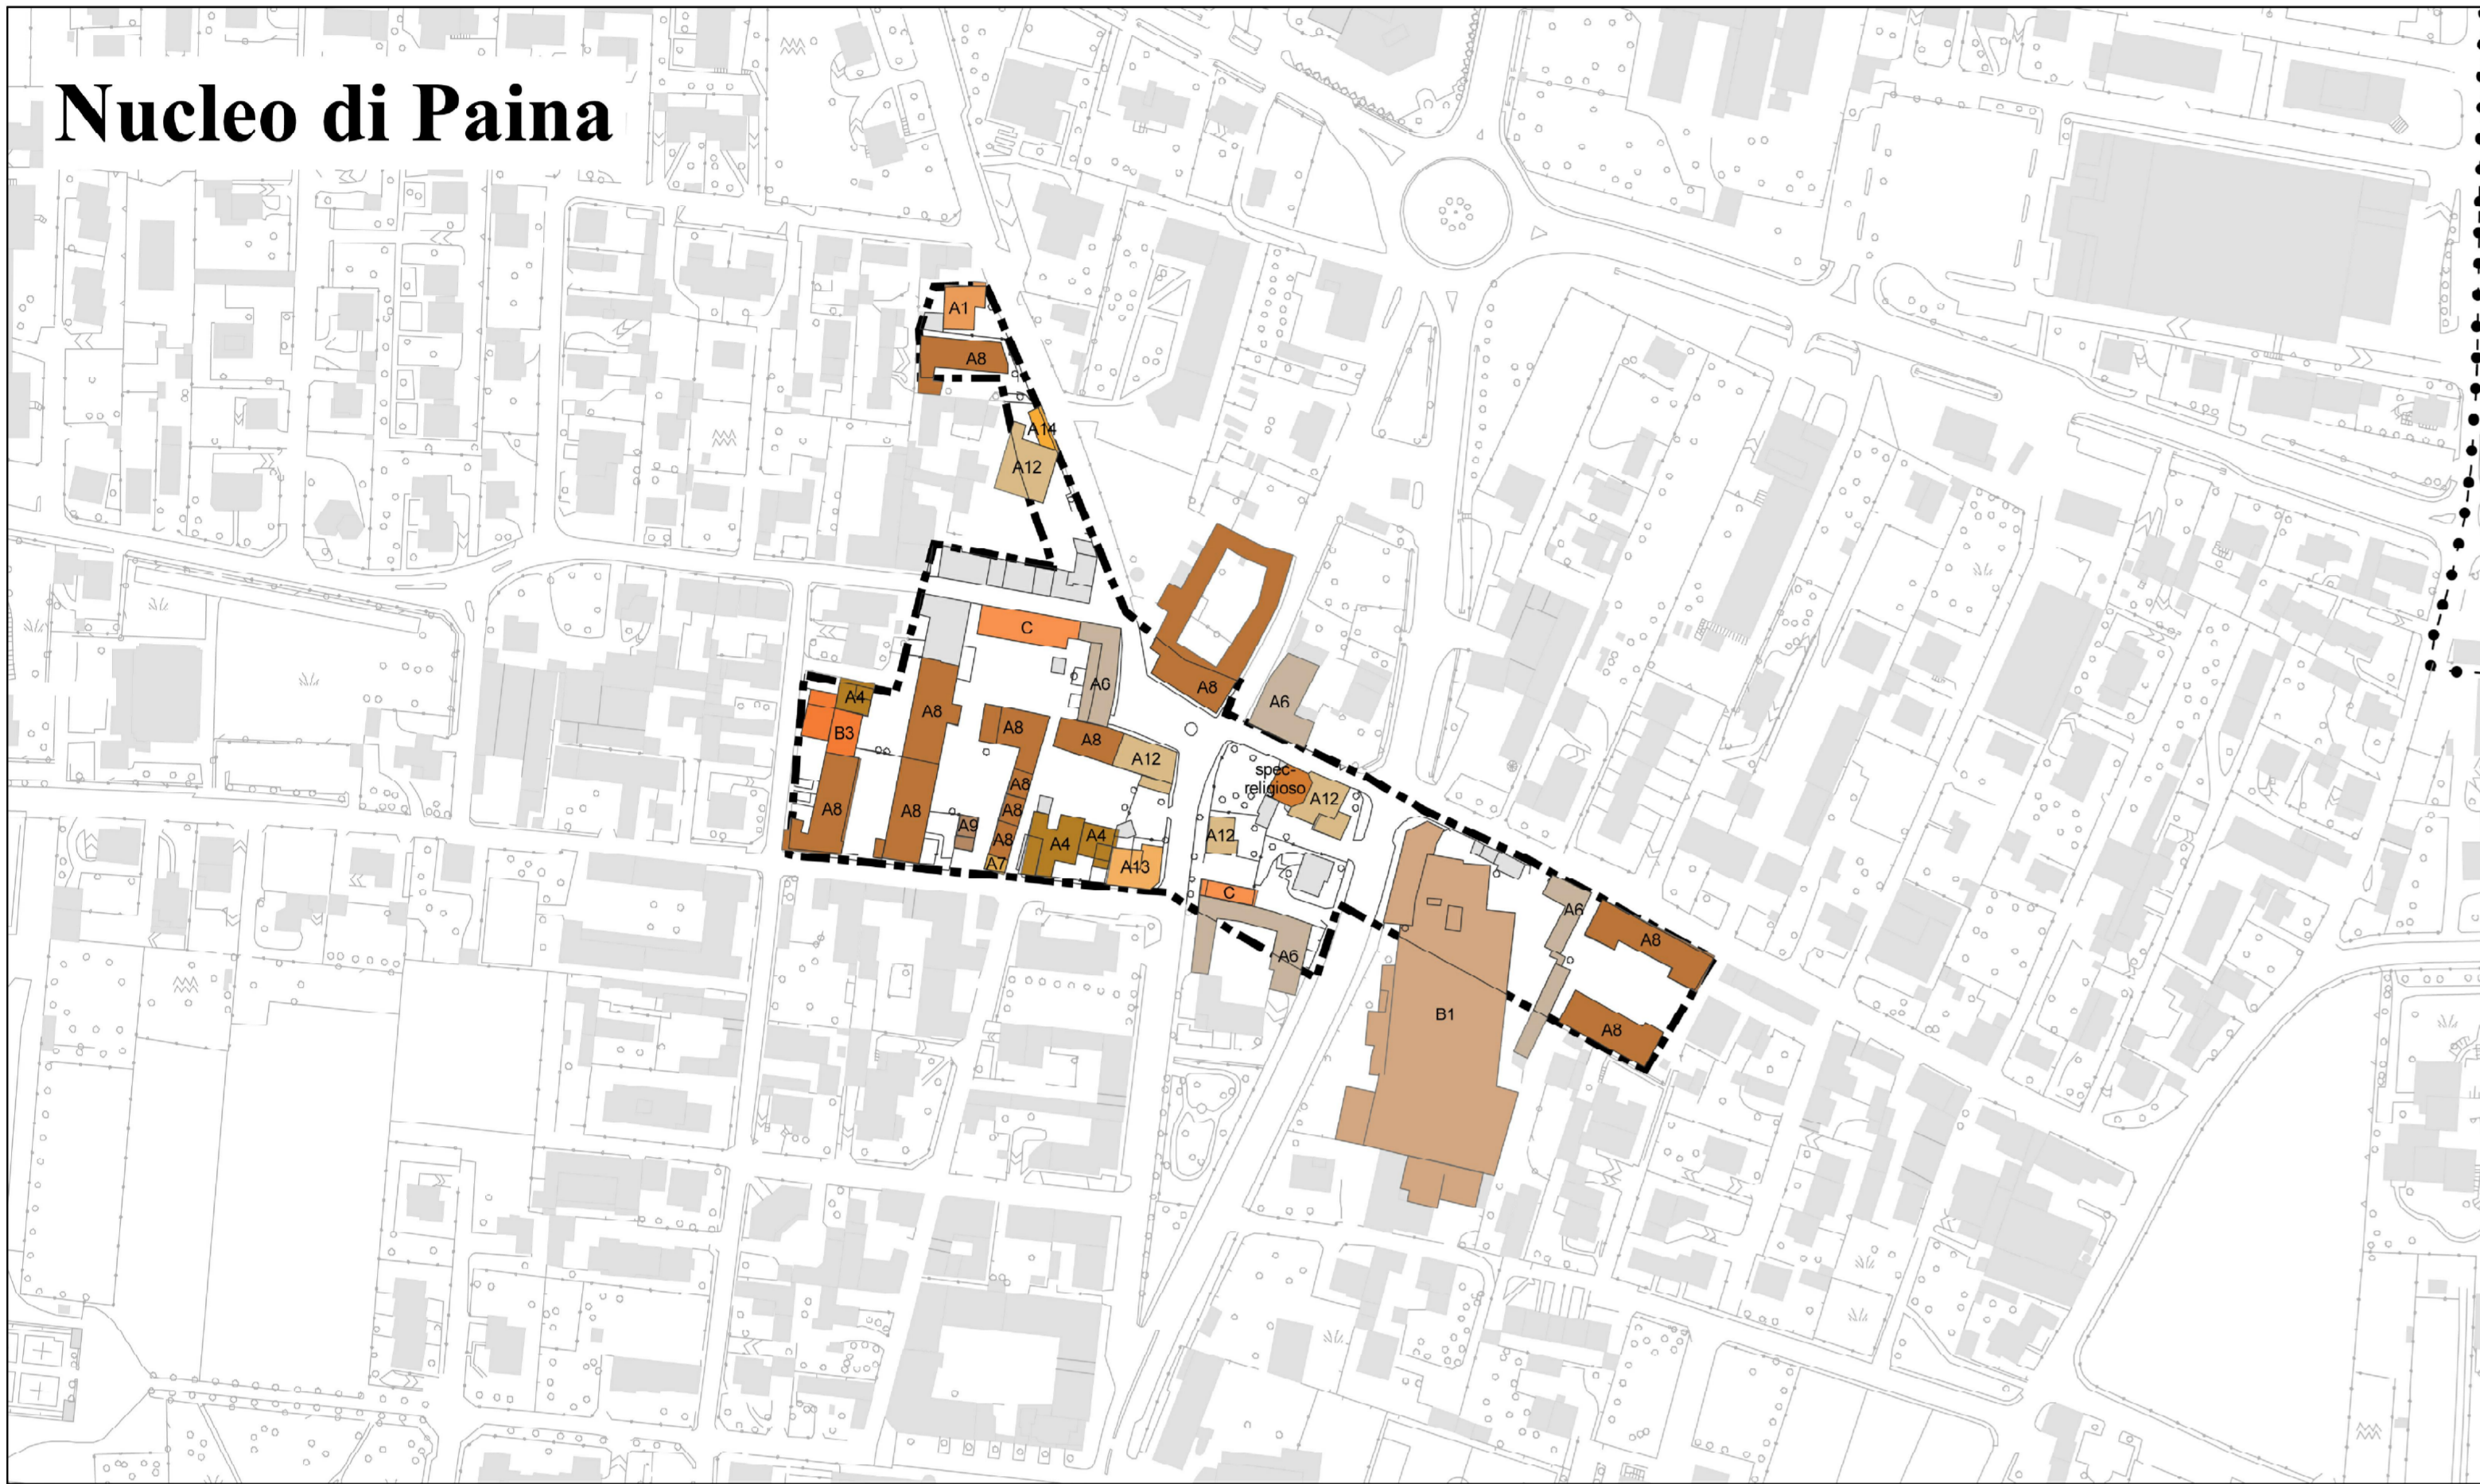 Nucleo di Paina
A1
A8
A14
A12
C
A6
A8
A6
A4
A8
B3
A8
A8
A12
spec-
religioso
A12
A8
A8
A8
A8
A12
A9
A8
A4
A4
A7
A13
C
A6
A8
A6
B1
A8